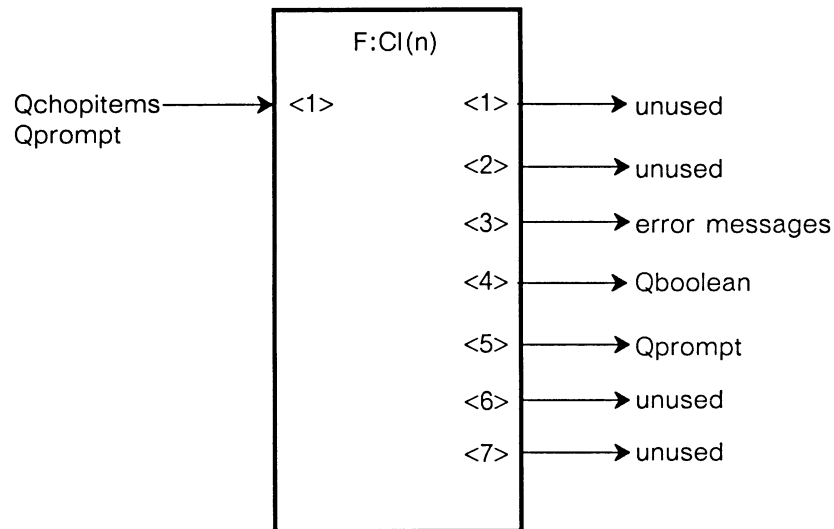 F:CI(n)
Qchopitems <1> <1> unused
Qprompt
<2> unused
<3> error messages
<4> Qboolean
<5> Qprompt
<6> unused
<7> unused